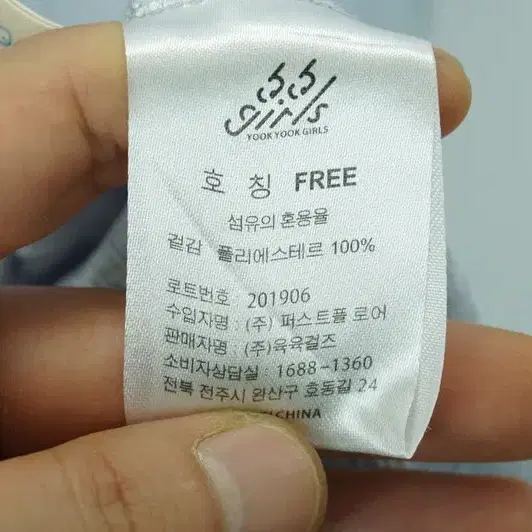 66
girls
YOOK YOOK GIRLS
호 칭 FREE
섬유의 혼용율
겉감 폴리에스테르 100%
로트번호 201906
수입자명 : (주) 퍼스트플 로어
판매자명 : (주)육육걸즈
소비자상담실 : 1688-1360
전북 전주시 완산구 호동길 24
CHINA